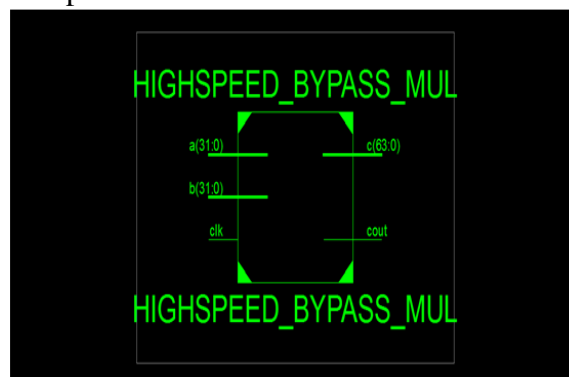 HIGHSPEED_BYPASS_MUL
a(31:0) c(63:0)
b(31:0)
clk cout
HIGHSPEED_BYPASS_MUL